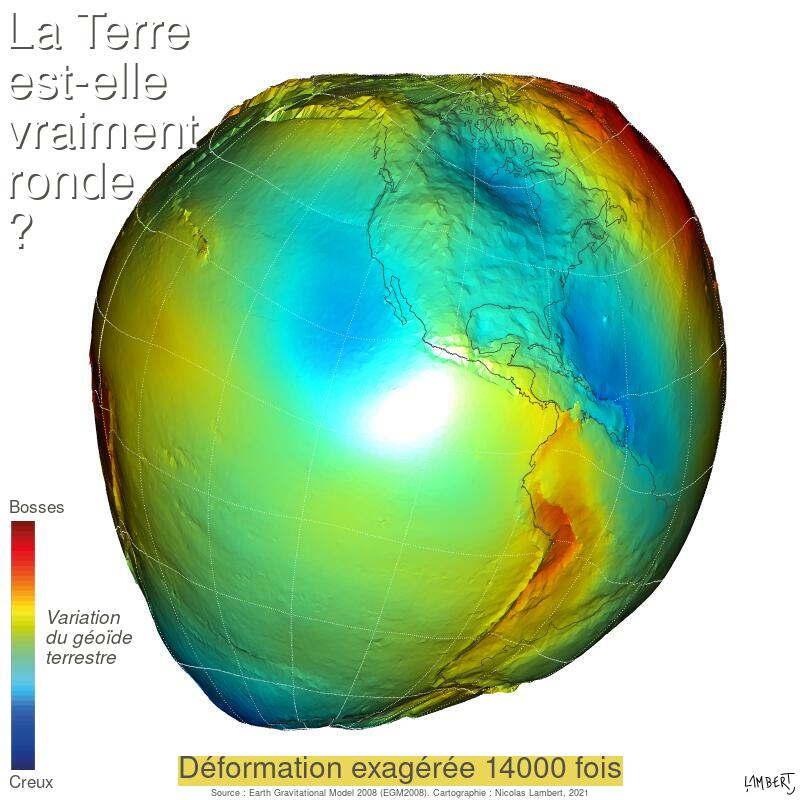 La Terre
est-elle
vraiment
ronde
?
Bosses
Variation
du géoïde
terrestre
Creux
Déformation exagérée 14000 fois
Source : Earth Gravitational Model 2008 (EGM2008). Cartographie : Nicolas Lambert, 2021
LAMBERT